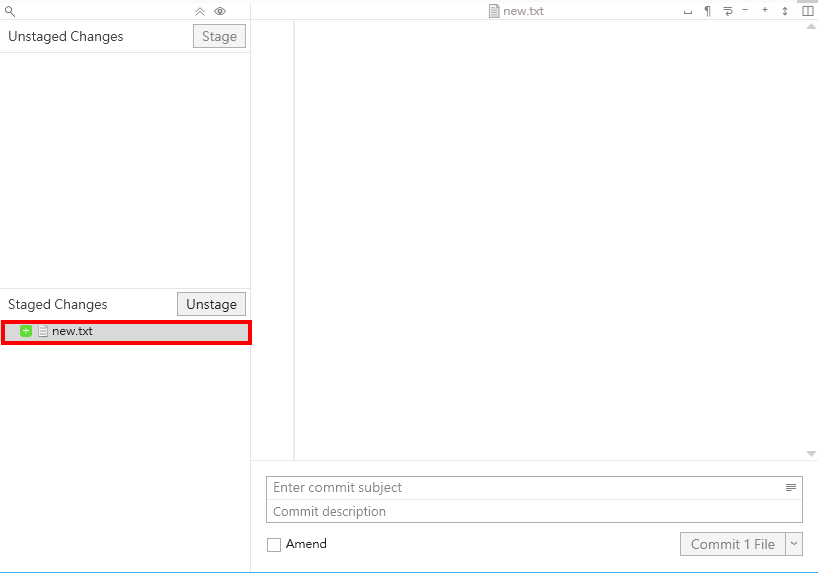 new.txt
Unstaged Changes
Stage
Staged Changes
Unstage
new.txt
Enter commit subject
Commit description
Amend
Commit 1 File